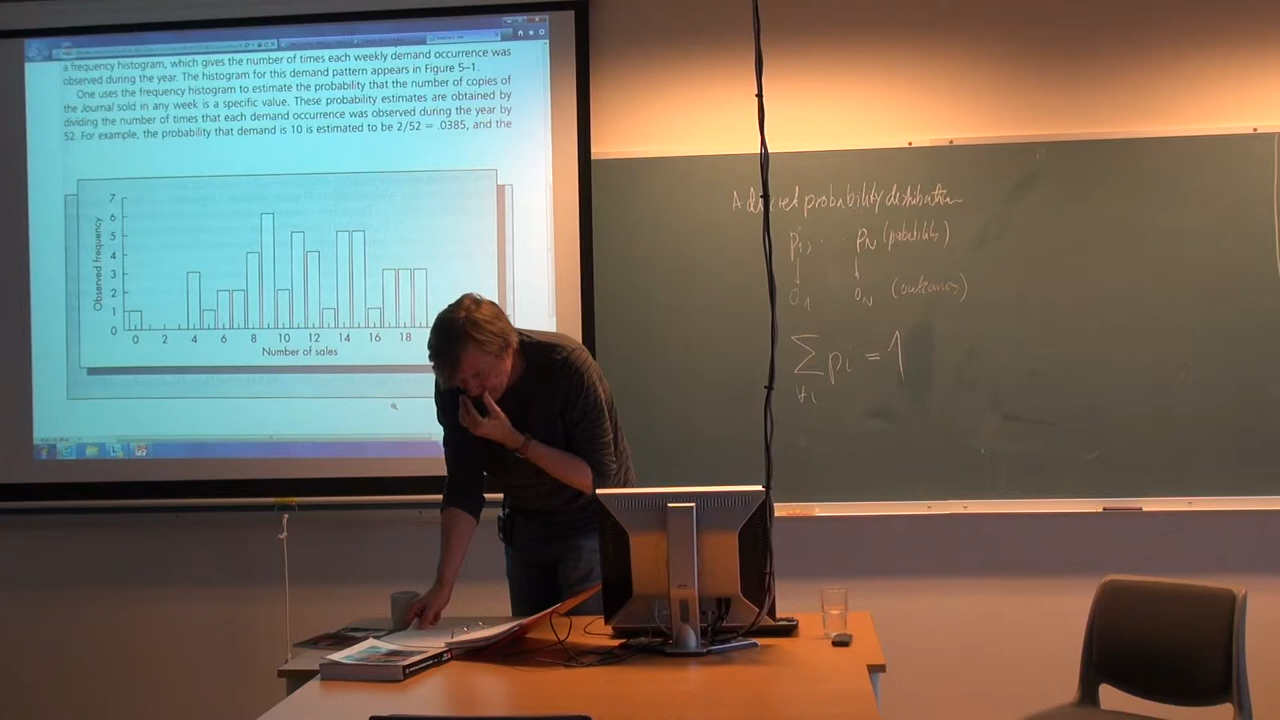 a frequency histogram, which gives the number of times each weekly demand occurrence was
observed during the year. The histogram for this demand pattern appears in Figure 5–1.
One uses the frequency histogram to estimate the probability that the number of copies of
the Journal sold in any week is a specific value. These probability estimates are obtained by
dividing the number of times that each demand occurrence was observed during the year by
52. For example, the probability that demand is 10 is estimated to be 2/52 = .0385, and the
Observed frequency
7
6
5
4
3
2
1
0
0 2 4 6 8 10 12 14 16 18
Number of sales
A discret probability distribution
p1, ... pN (probabilities)
↓ ↓
O1 ON (outcomes)
∑ pi = 1
∀i